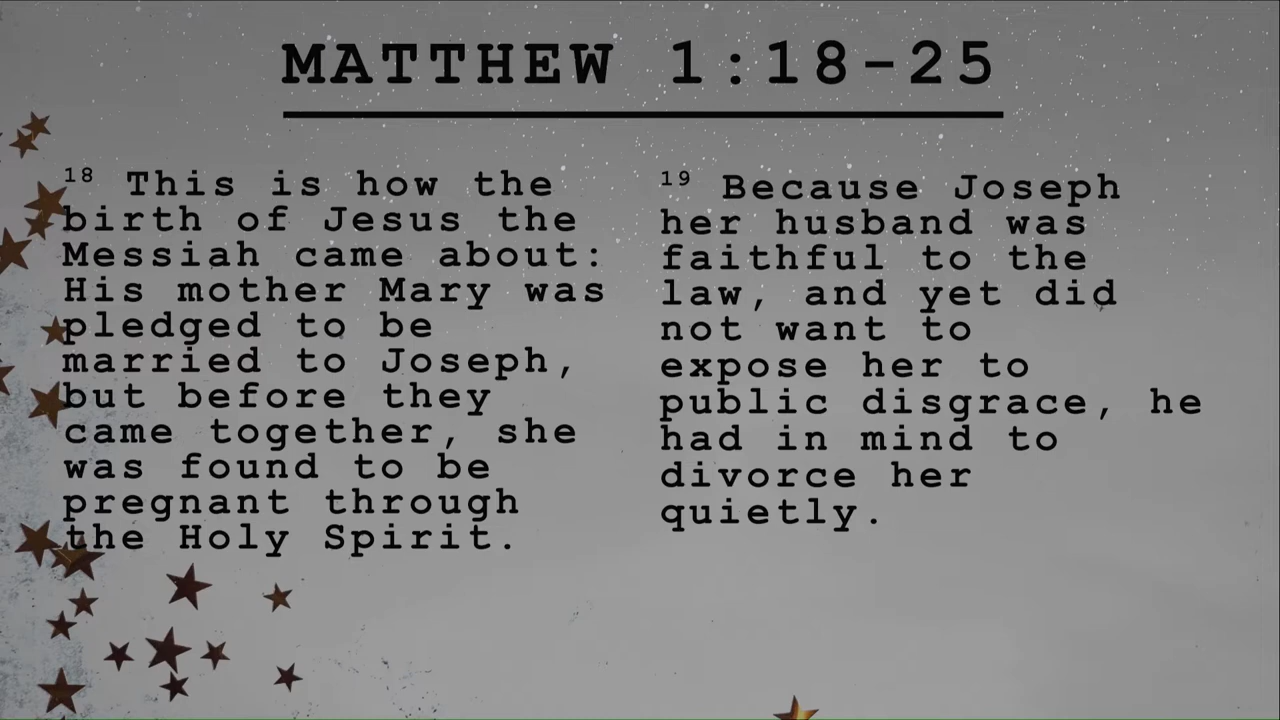 MATTHEW 1:18-25
18 This is how the
birth of Jesus the
Messiah came about:
His mother Mary was
pledged to be
married to Joseph,
but before they
came together, she
was found to be
pregnant through
the Holy Spirit.
19 Because Joseph
her husband was
faithful to the
law, and yet did
not want to
expose her to
public disgrace, he
had in mind to
divorce her
quietly.